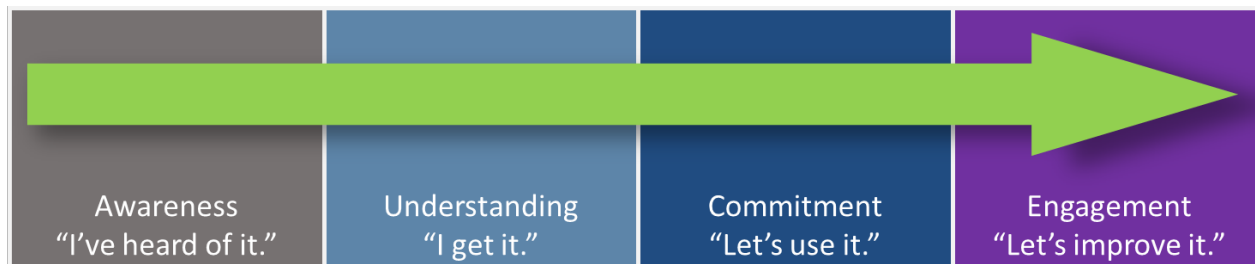 Awareness
“I’ve heard of it.”
Understanding
“I get it.”
Commitment
“Let’s use it.”
Engagement
“Let’s improve it.”